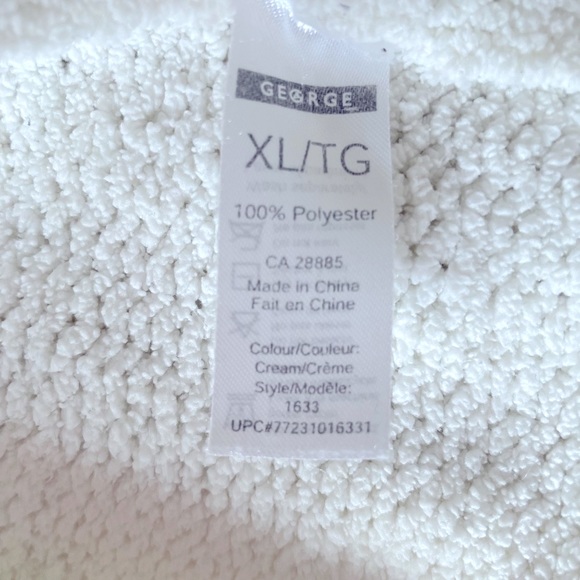 GEORGE
XL/TG
100% Polyester
CA 28885
Made in China
Fait en Chine
Colour/Couleur:
Cream/Crème
Style/Modèle:
1633
UPC#77231016331